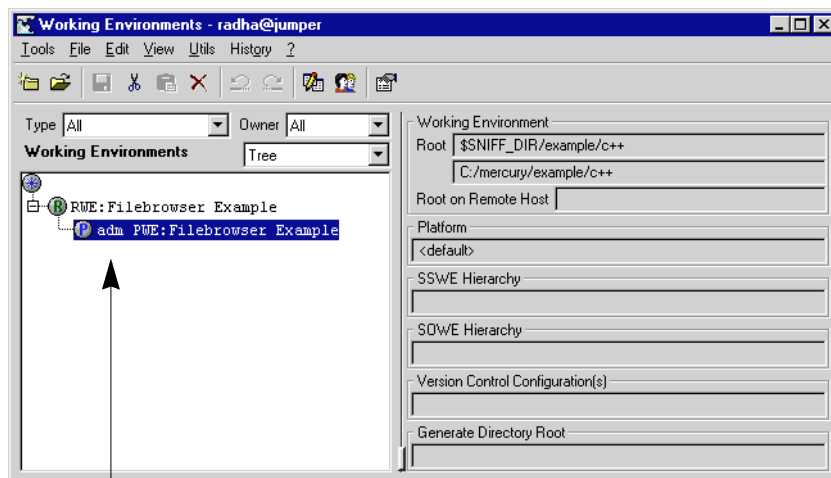 Working Environments - radha@jumper
Tools File Edit View Utils History ?
Type All Owner All
Working Environments Tree
RWE:Filebrowser Example
adm PWE:Filebrowser Example
Working Environment
Root $SNIFF_DIR/example/c++
C:/mercury/example/c++
Root on Remote Host
Platform
<default>
SSWE Hierarchy
SOWE Hierarchy
Version Control Configuration(s)
Generate Directory Root